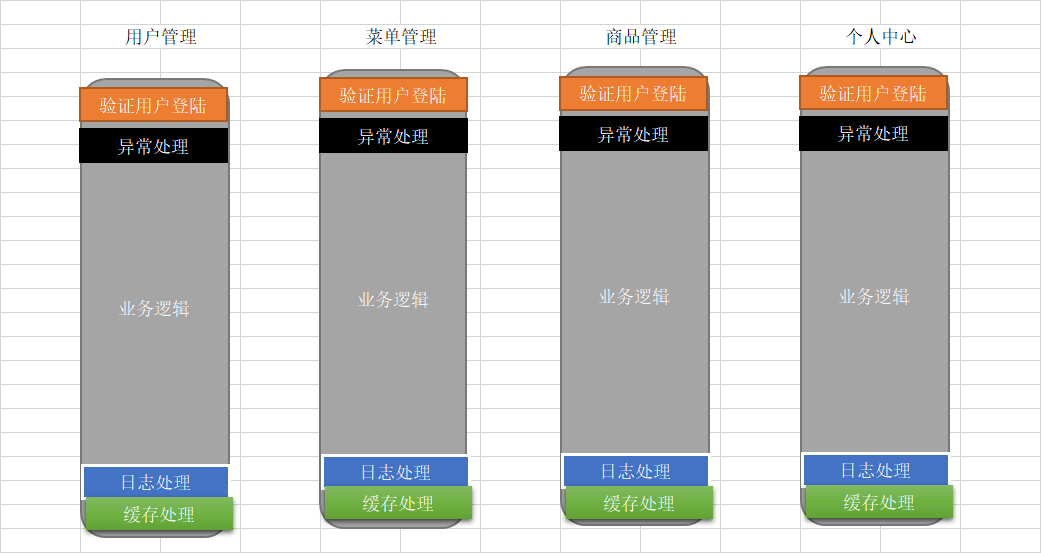 用户管理
菜单管理
商品管理
个人中心
验证用户登陆
验证用户登陆
验证用户登陆
验证用户登陆
异常处理
异常处理
异常处理
异常处理
业务逻辑
业务逻辑
业务逻辑
业务逻辑
日志处理
日志处理
日志处理
日志处理
缓存处理
缓存处理
缓存处理
缓存处理